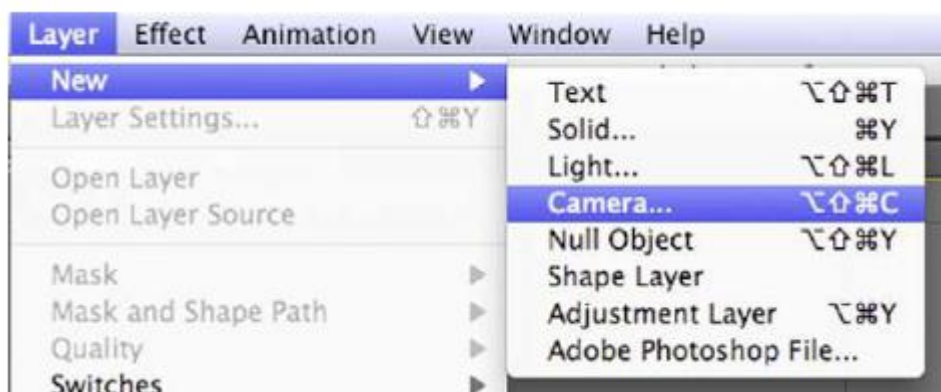 Layer Effect Animation View Window Help
New
Layer Settings... ⇧⌘Y
Open Layer
Open Layer Source
Mask
Mask and Shape Path
Quality
Switches
Text ⌥⇧⌘T
Solid... ⌘Y
Light... ⌥⇧⌘L
Camera... ⌥⇧⌘C
Null Object ⌥⇧⌘Y
Shape Layer
Adjustment Layer ⌥⌘Y
Adobe Photoshop File...